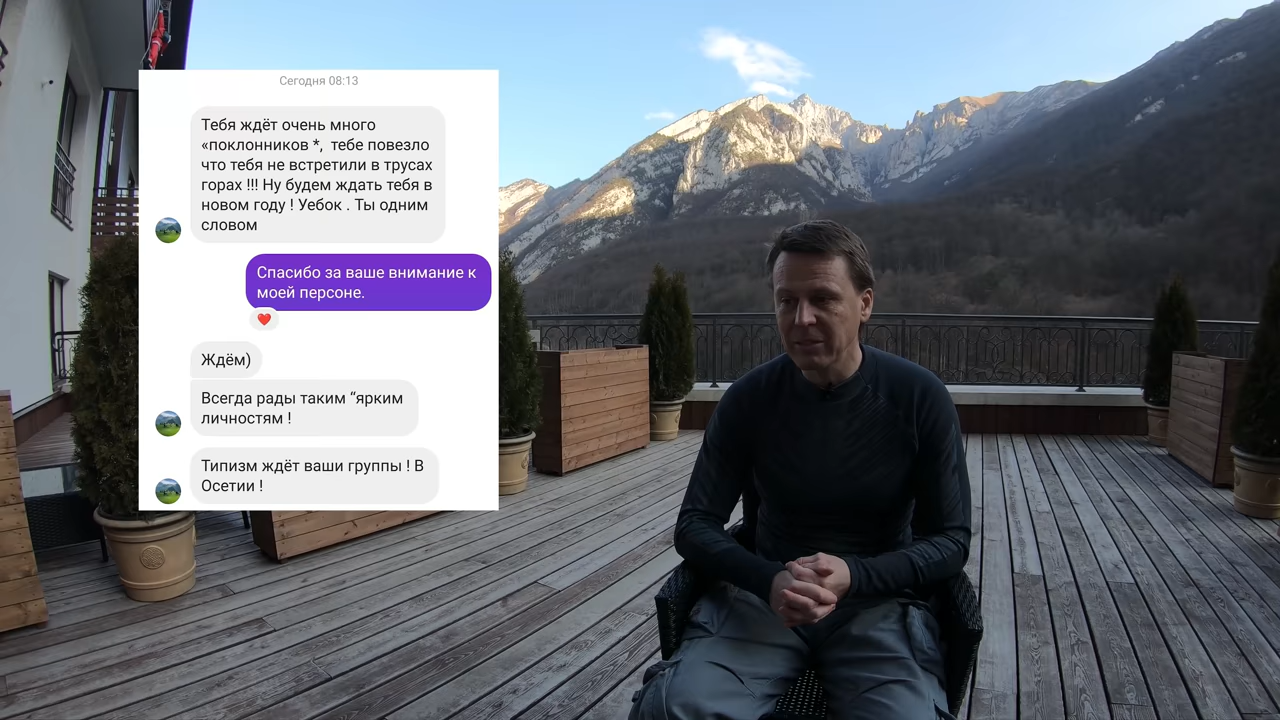 Сегодня 08:13
Тебя ждёт очень много
«поклонников *, тебе повезло
что тебя не встретили в трусах
горах !!! Ну будем ждать тебя в
новом году ! Уебок . Ты одним
словом
Спасибо за ваше внимание к
моей персоне.
Ждём)
Всегда рады таким “ярким
личностям !
Типизм ждёт ваши группы ! В
Осетии !